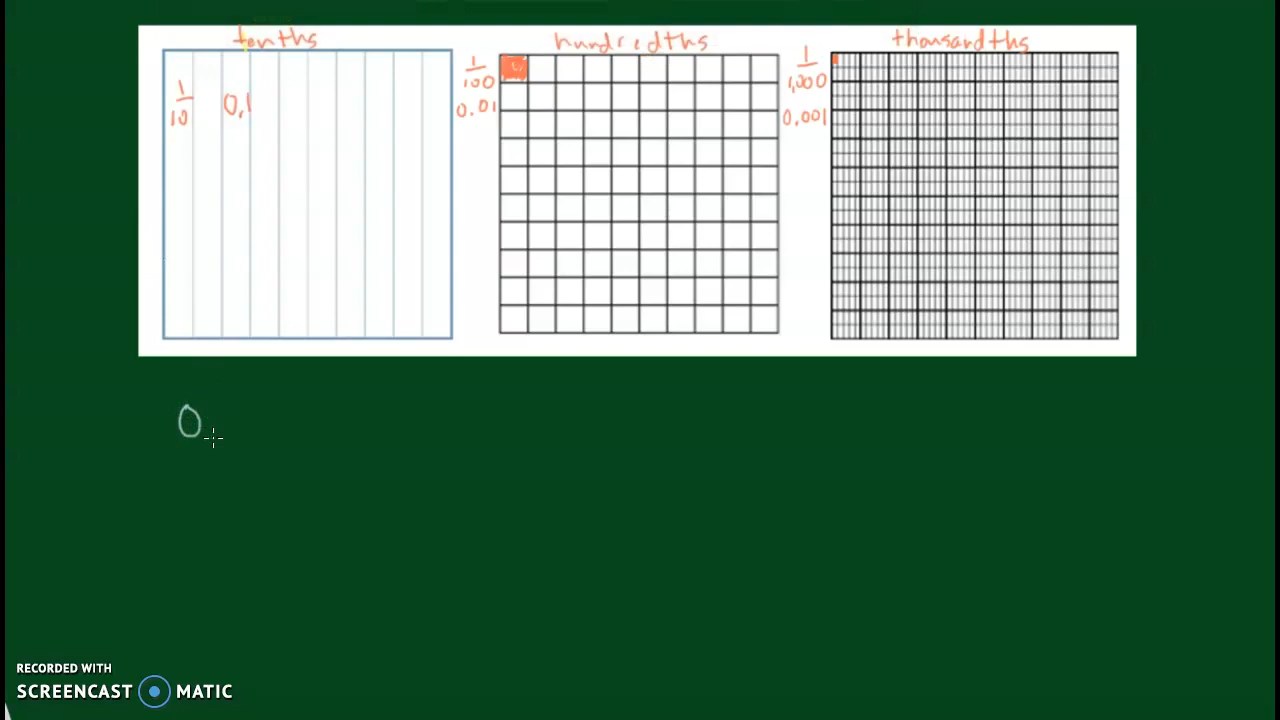 tenths
1/10 0.1
hundredths
1/100
0.01
thousandths
1/1,000
0.001
0
RECORDED WITH
SCREENCAST MATIC